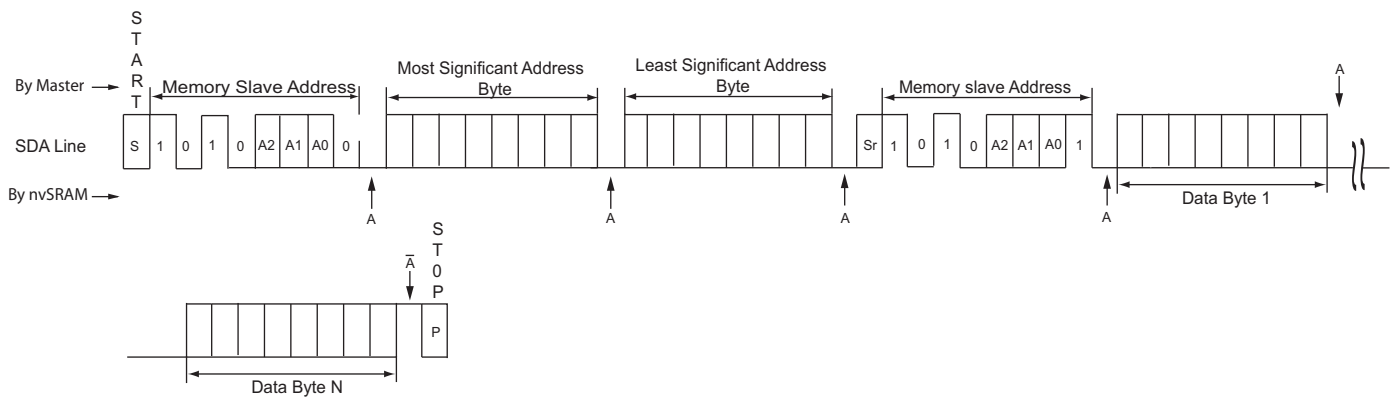 START
By Master
Memory Slave Address
Most Significant Address
Byte
Least Significant Address
Byte
Memory slave Address
A
SDA Line
S 1 0 1 0 A2 A1 A0 0
Sr 1 0 1 0 A2 A1 A0 1
By nvSRAM
A
A
A
A
Data Byte 1
A̅
ST0P
P
Data Byte N